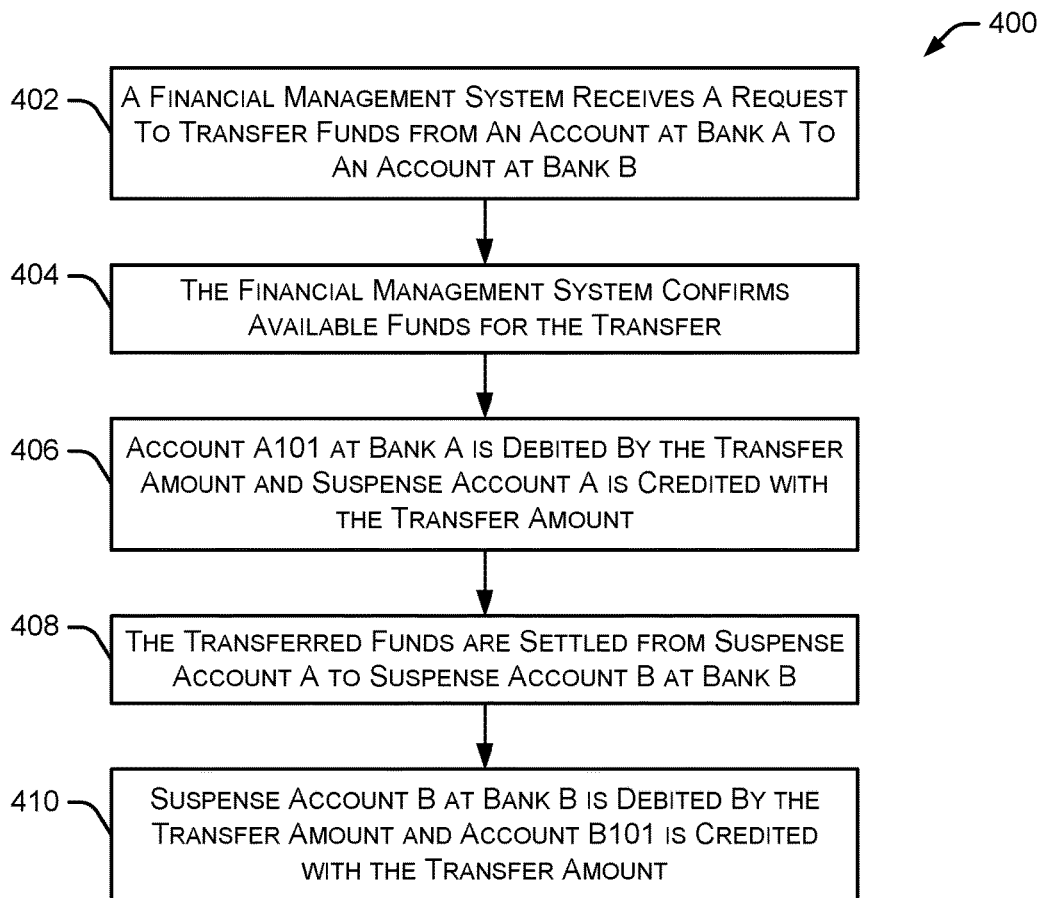 400
402
A FINANCIAL MANAGEMENT SYSTEM RECEIVES A REQUEST
TO TRANSFER FUNDS FROM AN ACCOUNT AT BANK A TO
AN ACCOUNT AT BANK B
404
THE FINANCIAL MANAGEMENT SYSTEM CONFIRMS
AVAILABLE FUNDS FOR THE TRANSFER
406
ACCOUNT A101 AT BANK A IS DEBITED BY THE TRANSFER
AMOUNT AND SUSPENSE ACCOUNT A IS CREDITED WITH
THE TRANSFER AMOUNT
408
THE TRANSFERRED FUNDS ARE SETTLED FROM SUSPENSE
ACCOUNT A TO SUSPENSE ACCOUNT B AT BANK B
410
SUSPENSE ACCOUNT B AT BANK B IS DEBITED BY THE
TRANSFER AMOUNT AND ACCOUNT B101 IS CREDITED
WITH THE TRANSFER AMOUNT